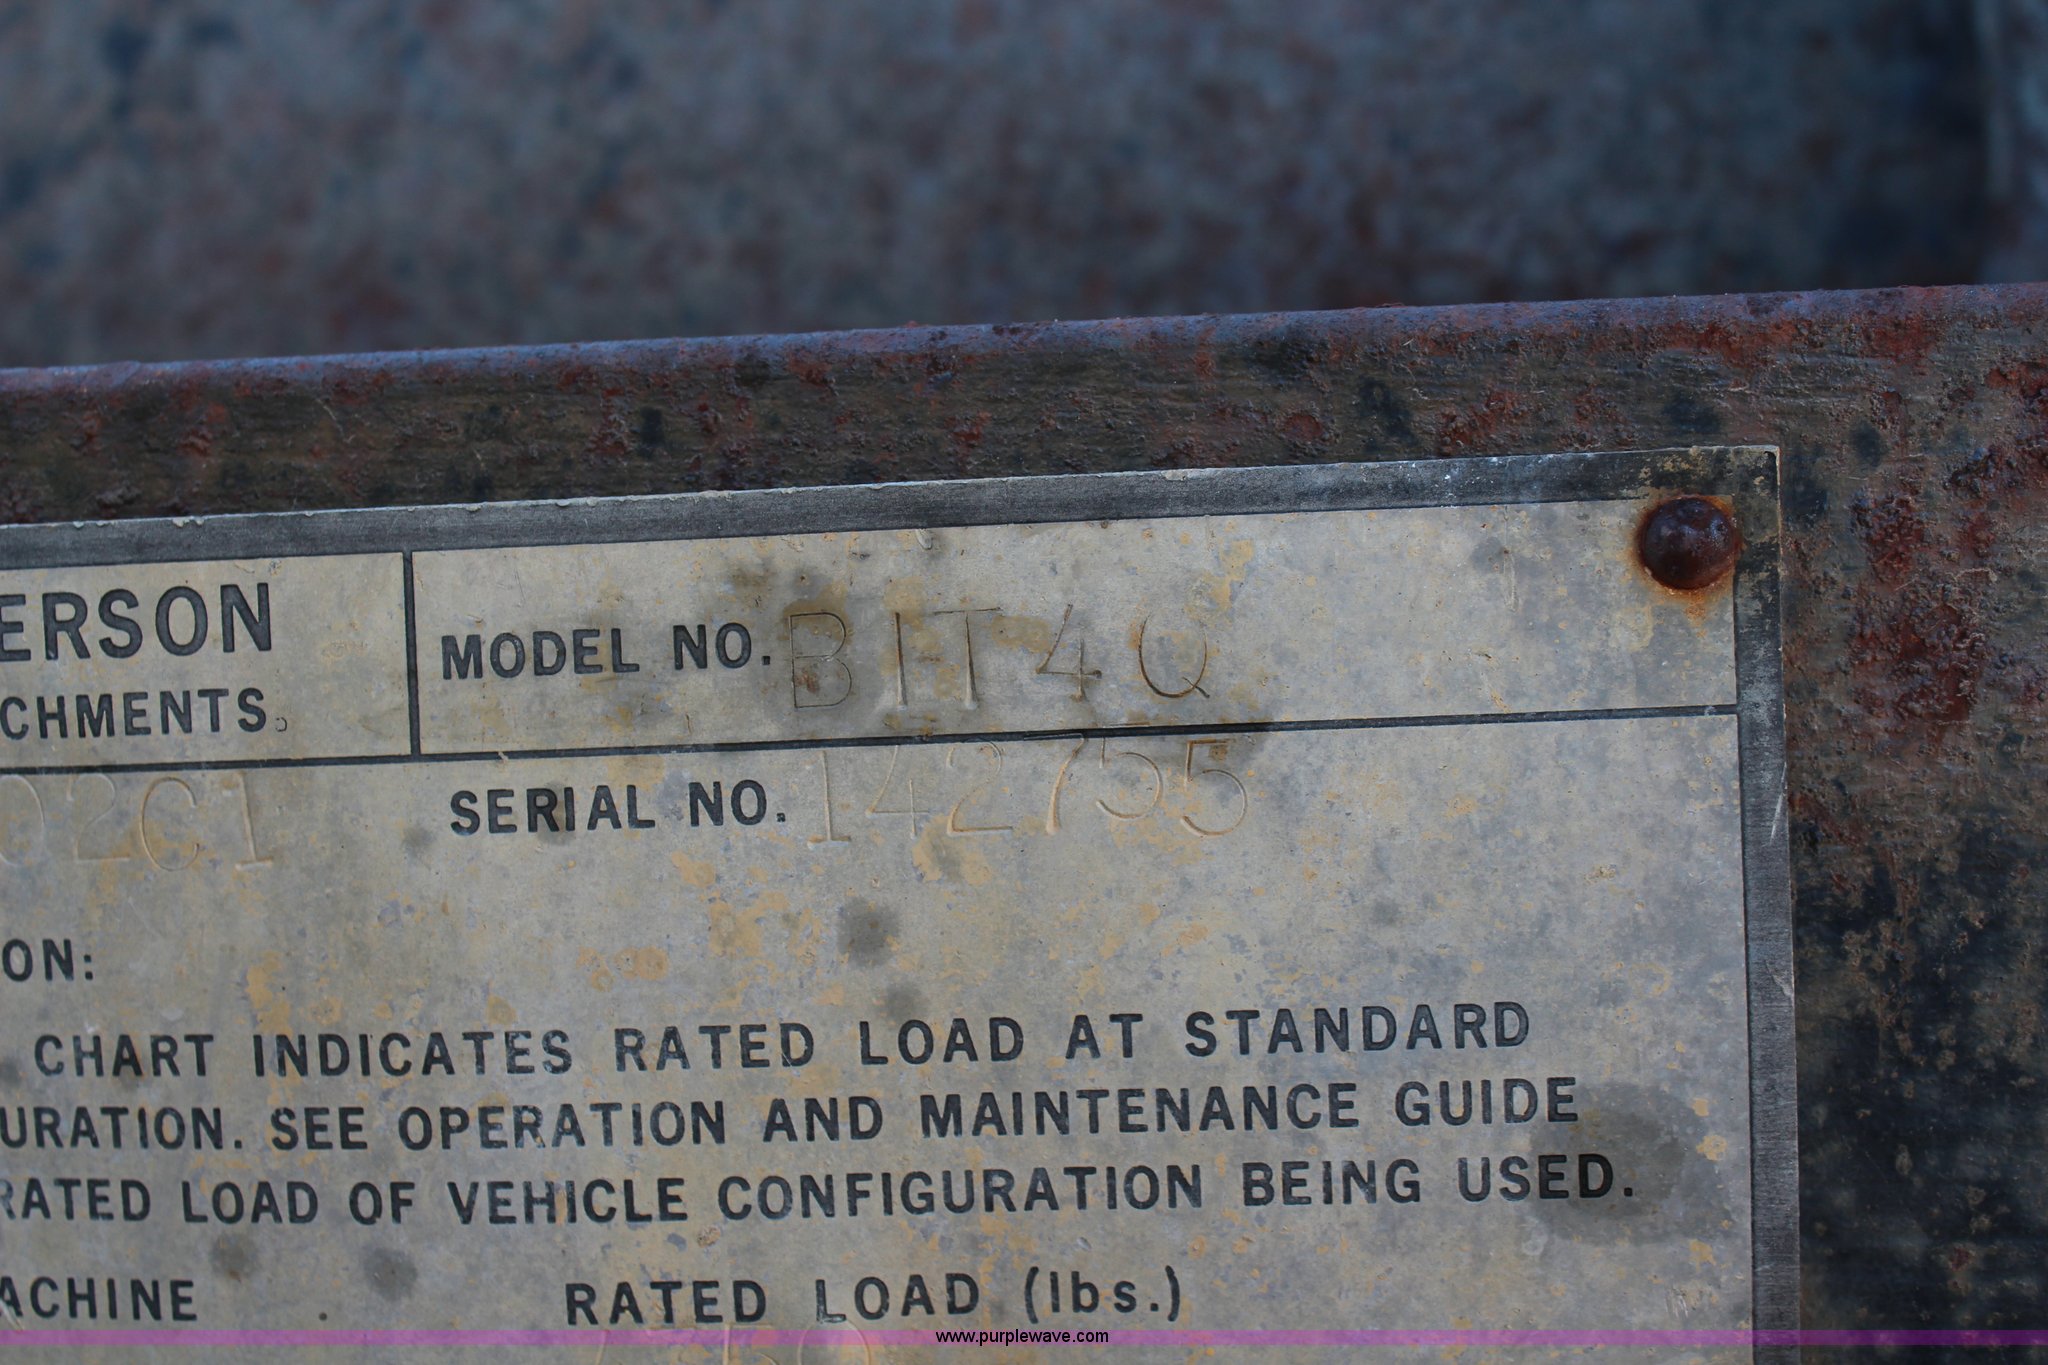 ERSON
CHMENTS.
MODEL NO. BIT4Q
02C1
SERIAL NO. 142755
ON:
CHART INDICATES RATED LOAD AT STANDARD
URATION. SEE OPERATION AND MAINTENANCE GUIDE
RATED LOAD OF VEHICLE CONFIGURATION BEING USED.
ACHINE RATED LOAD (lbs.)
www.purplewave.com